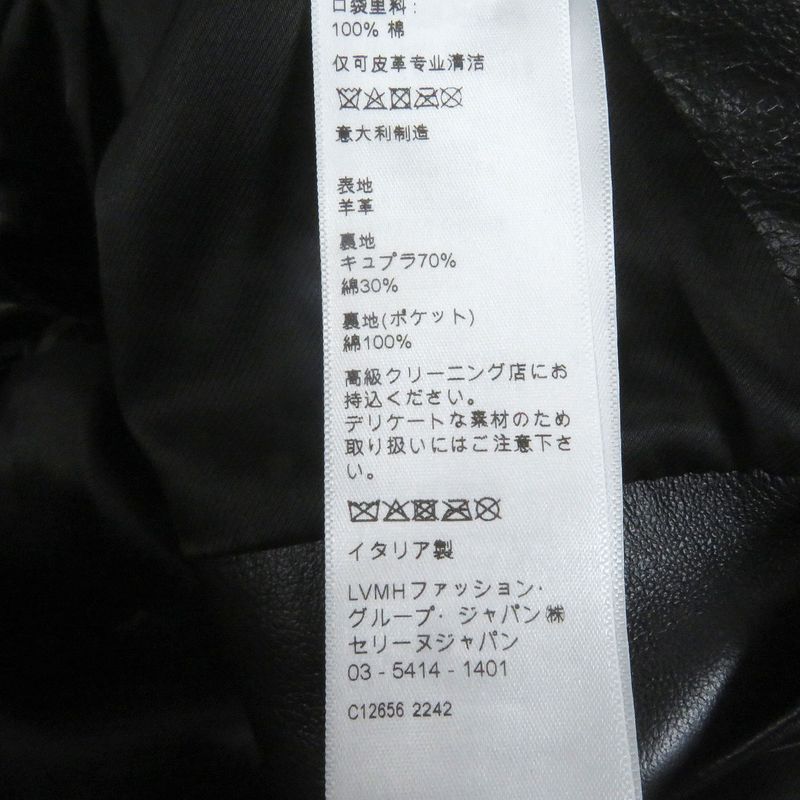 口袋里料:
100% 棉
仅可皮革专业清洁
意大利制造
表地
羊革
裏地
キュプラ70%
綿30%
裏地(ポケット)
綿100%
高級クリーニング店にお
持込ください。
デリケートな素材のため
取り扱いにはご注意下さ
い。
イタリア製
LVMHファッション·
グループ· ジャパン㈱
セリーヌジャパン
03 - 5414 - 1401
C12656 2242